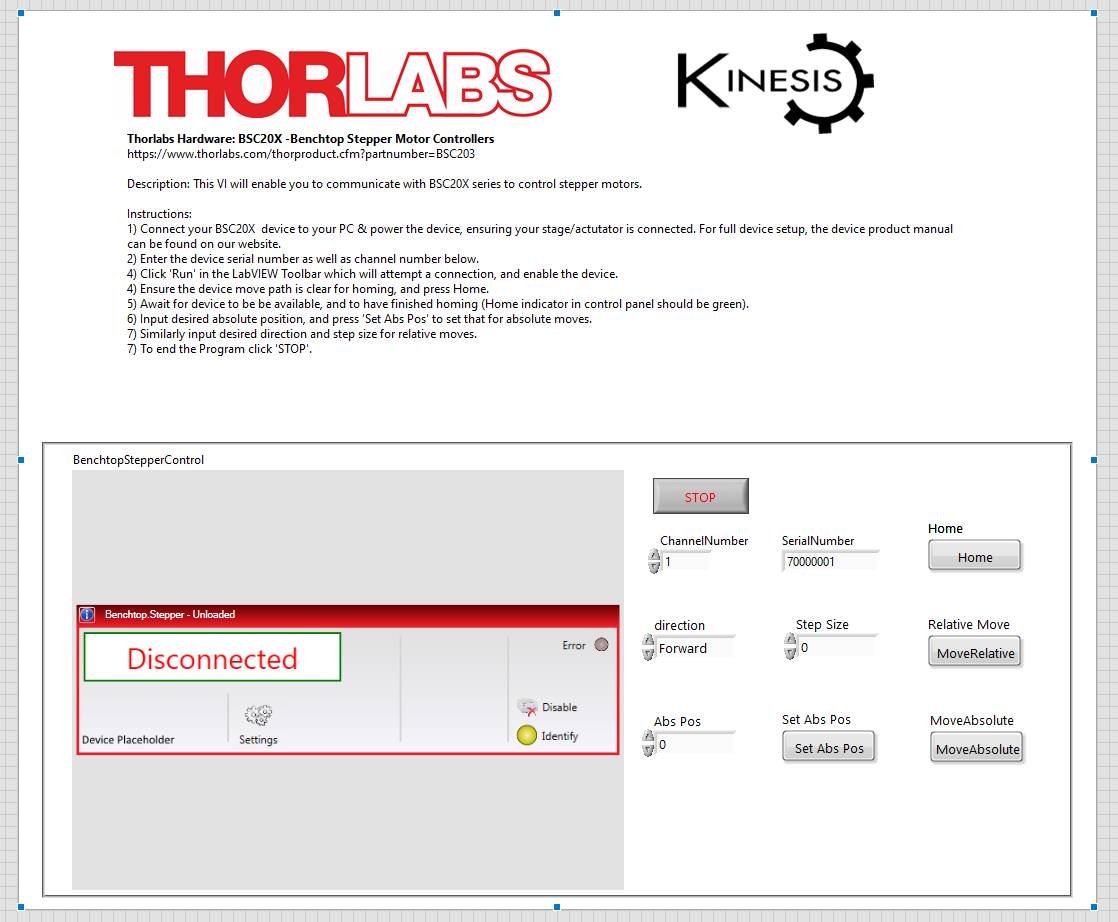 THORLABS
KINESIS
Thorlabs Hardware: BSC20X -Benchtop Stepper Motor Controllers
https://www.thorlabs.com/thorproduct.cfm?partnumber=BSC203
Description: This VI will enable you to communicate with BSC20X series to control stepper motors.
Instructions:
1) Connect your BSC20X  device to your PC & power the device, ensuring your stage/actutator is connected. For full device setup, the device product manual
can be found on our website.
2) Enter the device serial number as well as channel number below.
4) Click 'Run' in the LabVIEW Toolbar which will attempt a connection, and enable the device.
4) Ensure the device move path is clear for homing, and press Home.
5) Await for device to be be available, and to have finished homing (Home indicator in control panel should be green).
6) Input desired absolute position, and press 'Set Abs Pos' to set that for absolute moves.
7) Similarly input desired direction and step size for relative moves.
7) To end the Program click 'STOP'.
BenchtopStepperControl
Benchtop.Stepper - Unloaded
Disconnected
Error
Disable
Device Placeholder
Settings
Identify
STOP
ChannelNumber
1
SerialNumber
70000001
Home
Home
direction
Forward
Step Size
0
Relative Move
MoveRelative
Abs Pos
0
Set Abs Pos
Set Abs Pos
MoveAbsolute
MoveAbsolute